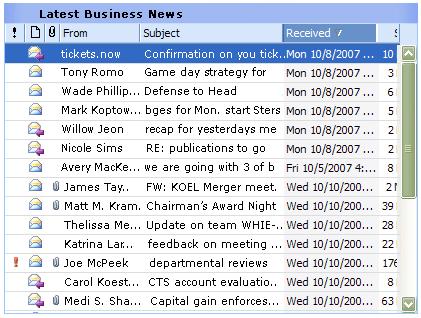 Latest Business News
! From Subject Received S
tickets.now Confirmation on you tick... Mon 10/8/2007 ... 10
Tony Romo Game day strategy for Mon 10/8/2007 ... 3
Wade Phillip... Defense to Head Mon 10/8/2007 ... 6
Mark Koptow... bges for Mon. start Sters Mon 10/8/2007 ... 5
Willow Jeon recap for yesterdays me Mon 10/8/2007 ... 5
Nicole Sims RE: publications to go Mon 10/8/2007 ... 3
Avery MacKe... we are going with 3 of b Fri 10/5/2007 4:... 8
James Tay.. FW: KOEL Merger meet. Wed 10/10/200... 2
Matt M. Kram. Chairman's Award Night Wed 10/10/200... 39
Thelissa Me... Update on team WHIE-... Wed 10/10/200... 28
Katrina Lar... feedback on meeting ... Wed 10/10/200... 22
! Joe McPeek departmental reviews Wed 10/10/200... 176
Carol Koest... CTS account evaluatio.. Wed 10/10/200... 8
Medi S. Sha... Capital gain enforces... Wed 10/10/200... 63